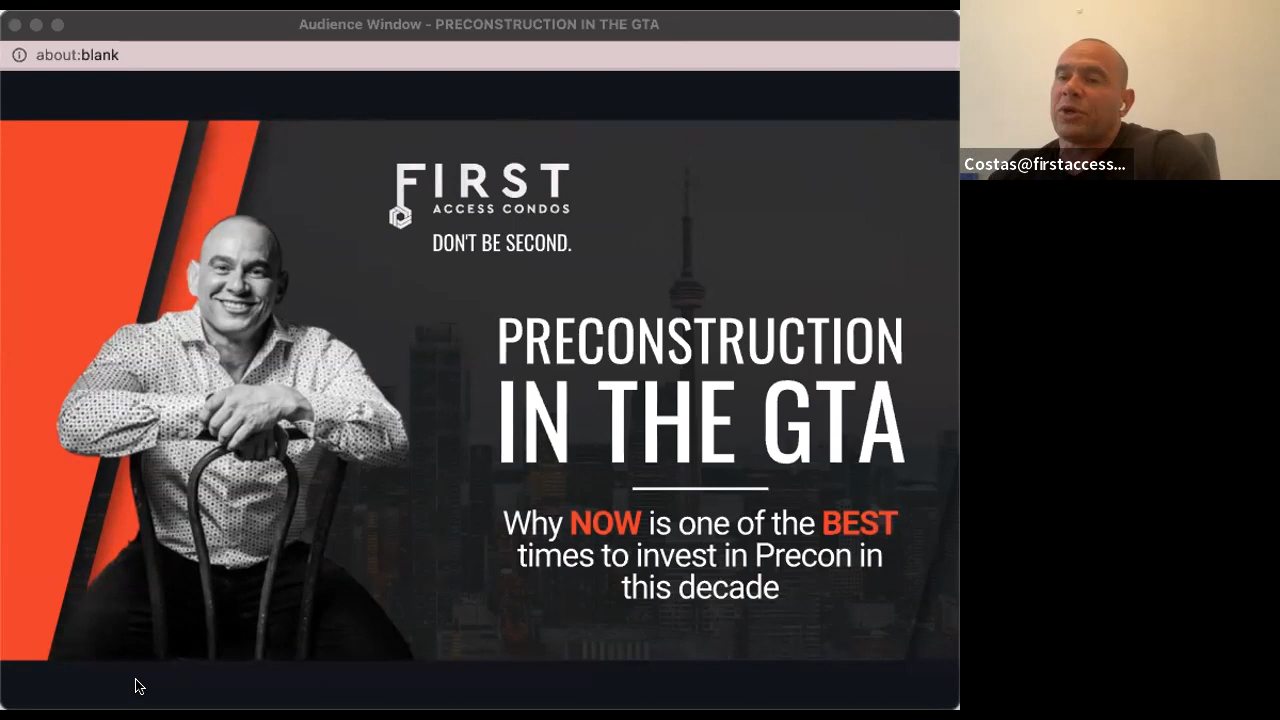 Audience Window - PRECONSTRUCTION IN THE GTA
about:blank
FIRST
ACCESS CONDOS
DON'T BE SECOND.
PRECONSTRUCTION
IN THE GTA
Why NOW is one of the BEST
times to invest in Precon in
this decade
Costas@firstaccess...